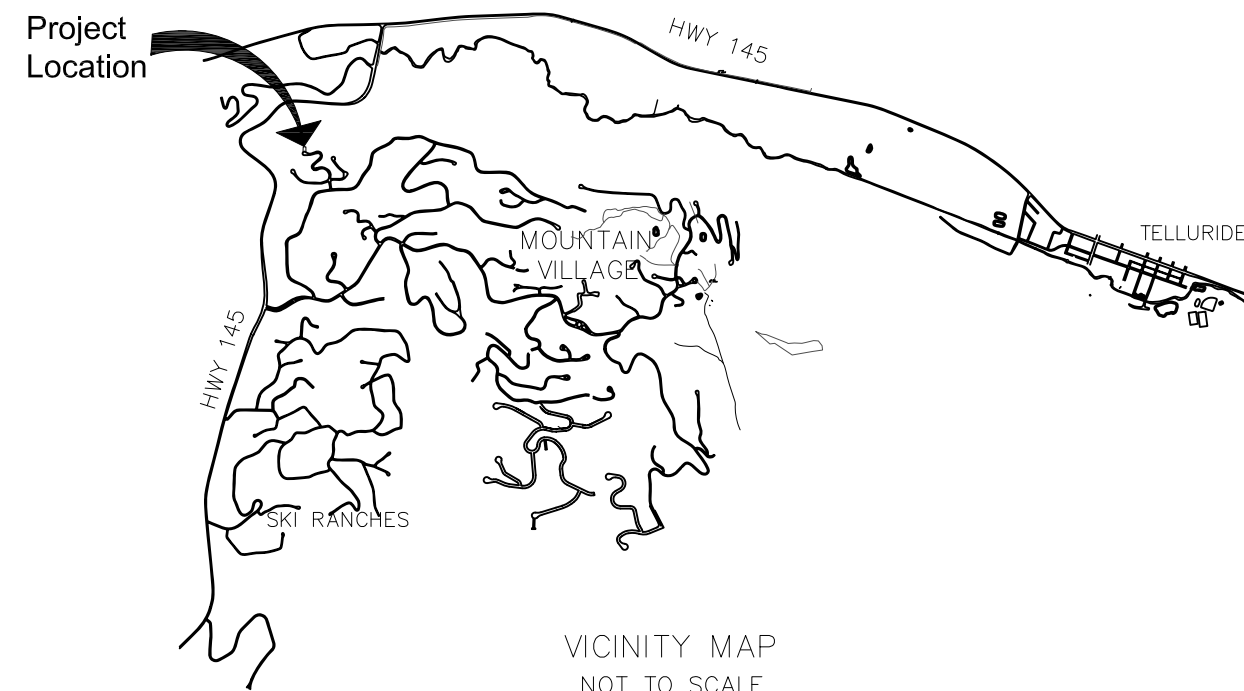 Project
Location
HWY 145
TELLURIDE
MOUNTAIN
VILLAGE
HWY 145
SKI RANCHES
VICINITY MAP
NOT TO SCALE